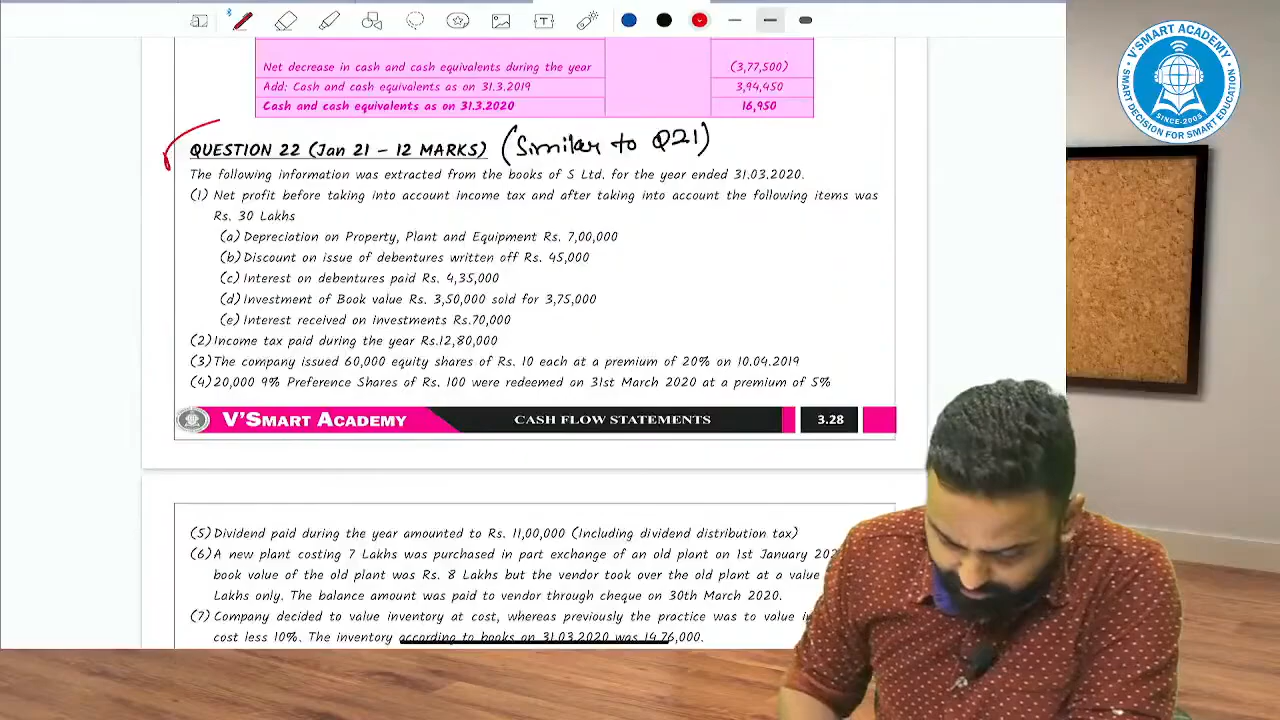 Net decrease in cash and cash equivalents during the year (3,77,500)
Add: Cash and cash equivalents as on 31.3.2019 3,94,450
Cash and cash equivalents as on 31.3.2020 16,950
QUESTION 22 (Jan 21 – 12 MARKS) (Similar to Q21)
The following information was extracted from the books of S Ltd. for the year ended 31.03.2020.
(1) Net profit before taking into account income tax and after taking into account the following items was
Rs. 30 Lakhs
(a) Depreciation on Property, Plant and Equipment Rs. 7,00,000
(b) Discount on issue of debentures written off Rs. 45,000
(c) Interest on debentures paid Rs. 4,35,000
(d) Investment of Book value Rs. 3,50,000 sold for 3,75,000
(e) Interest received on investments Rs.70,000
(2) Income tax paid during the year Rs.12,80,000
(3) The company issued 60,00 equity shares of Rs. 10 each at a premium of 20% on 10.04.2019
(4) 20,000 9% Preference Shares of Rs. 100 were redeemed on 31st March 2020 at a premium of 5%
V'SMART ACADEMY CASH FLOW STATEMENTS 3.28
(5) Dividend paid during the year amounted to Rs. 11,00,000 (Including dividend distribution tax)
(6) A new plant costing 7 Lakhs was purchased in part exchange of an old plant on 1st January
book value of the old plant was Rs. 8 Lakhs but the vendor took over the old plant at a value
Lakhs only. The balance amount was paid to vendor through cheque on 30th March 2020.
(7) Company decided to value inventory at cost, whereas previously the practice was to value
cost less 10%. The inventory according to books on 31.03.2020 was 14,76,000.
V'SMART ACADEMY
SINCE-2005
SMART DECISION FOR SMART EDUCATION